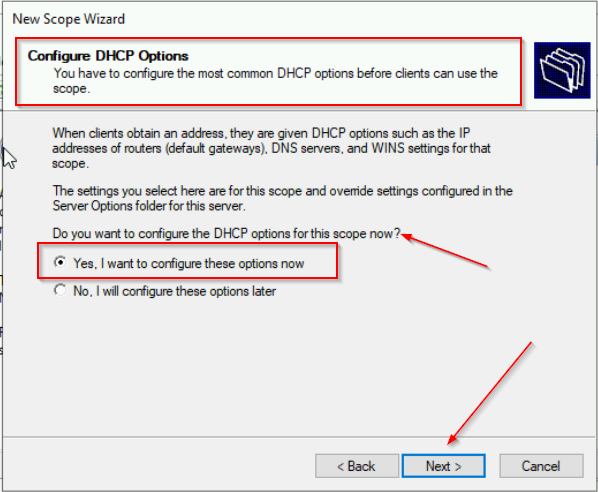 New Scope Wizard
Configure DHCP Options
You have to configure the most common DHCP options before clients can use the
scope.
When clients obtain an address, they are given DHCP options such as the IP
addresses of routers (default gateways), DNS servers, and WINS settings for that
scope.
The settings you select here are for this scope and override settings configured in the
Server Options folder for this server.
Do you want to configure the DHCP options for this scope now?
Yes, I want to configure these options now
No, I will configure these options later
< Back
Next >
Cancel